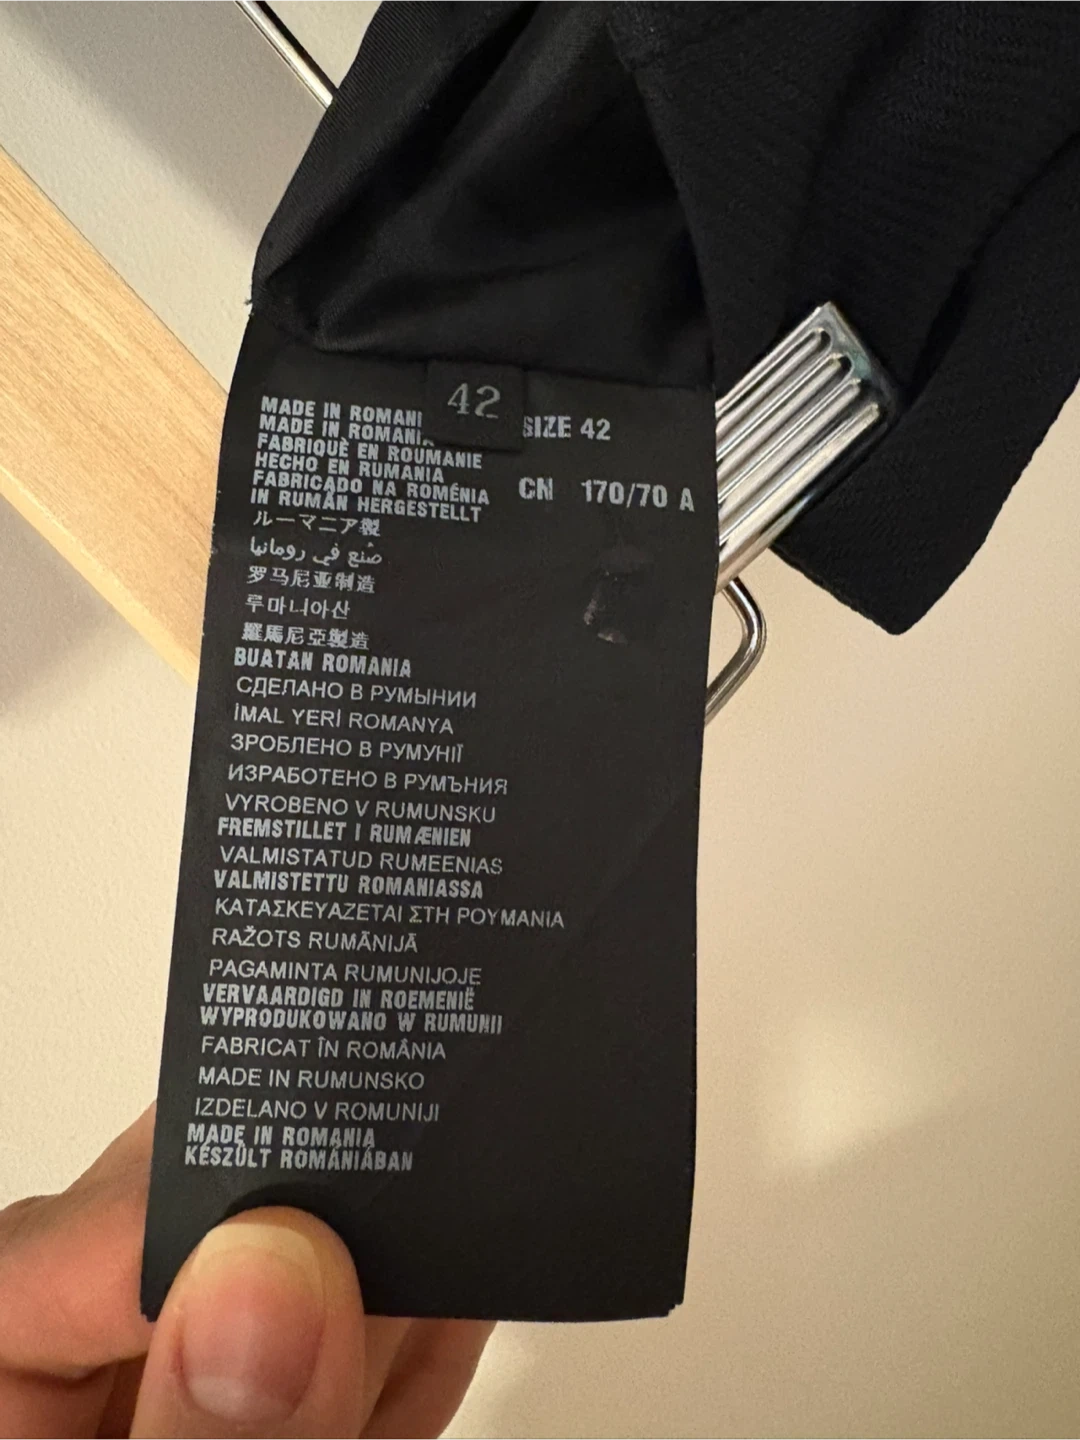 42
MADE IN ROMANI
MADE IN ROMANIA
FABRIQUÈ EN ROUMANIE
HECHO EN RUMANIA
FABRICADO NA ROMÉNIA
IN RUMÄN HERGESTELLT
ルーマニア製
صنع في رومانيا
罗马尼亚制造
루마니아산
羅馬尼亞製造
BUATAN ROMANIA
СДЕЛАНО В РУМЫНИИ
İMAL YERİ ROMANYA
ЗРОБЛЕНО В РУМУНІЇ
ИЗРАБОТЕНО В РУМЪНИЯ
VYROBENO V RUMUNSKU
FREMSTILLET I RUMÆNIEN
VALMISTATUD RUMEENIAS
VALMISTETTU ROMANIASSA
ΚΑΤΑΣΚΕΥΑΖΕΤΑΙ ΣΤΗ ΡΟΥΜΑΝΙΑ
RAŽOTS RUMĀNIJĀ
PAGAMINTA RUMUNIJOJE
VERVAARDIGD IN ROEMENIË
WYPRODUKOWANO W RUMUNII
FABRICAT ÎN ROMÂNIA
MADE IN RUMUNSKO
IZDELANO V ROMUNIJI
MADE IN ROMANIA
KÉSZÛLT ROMÁNIÁBAN
SIZE 42
CN 170/70 A